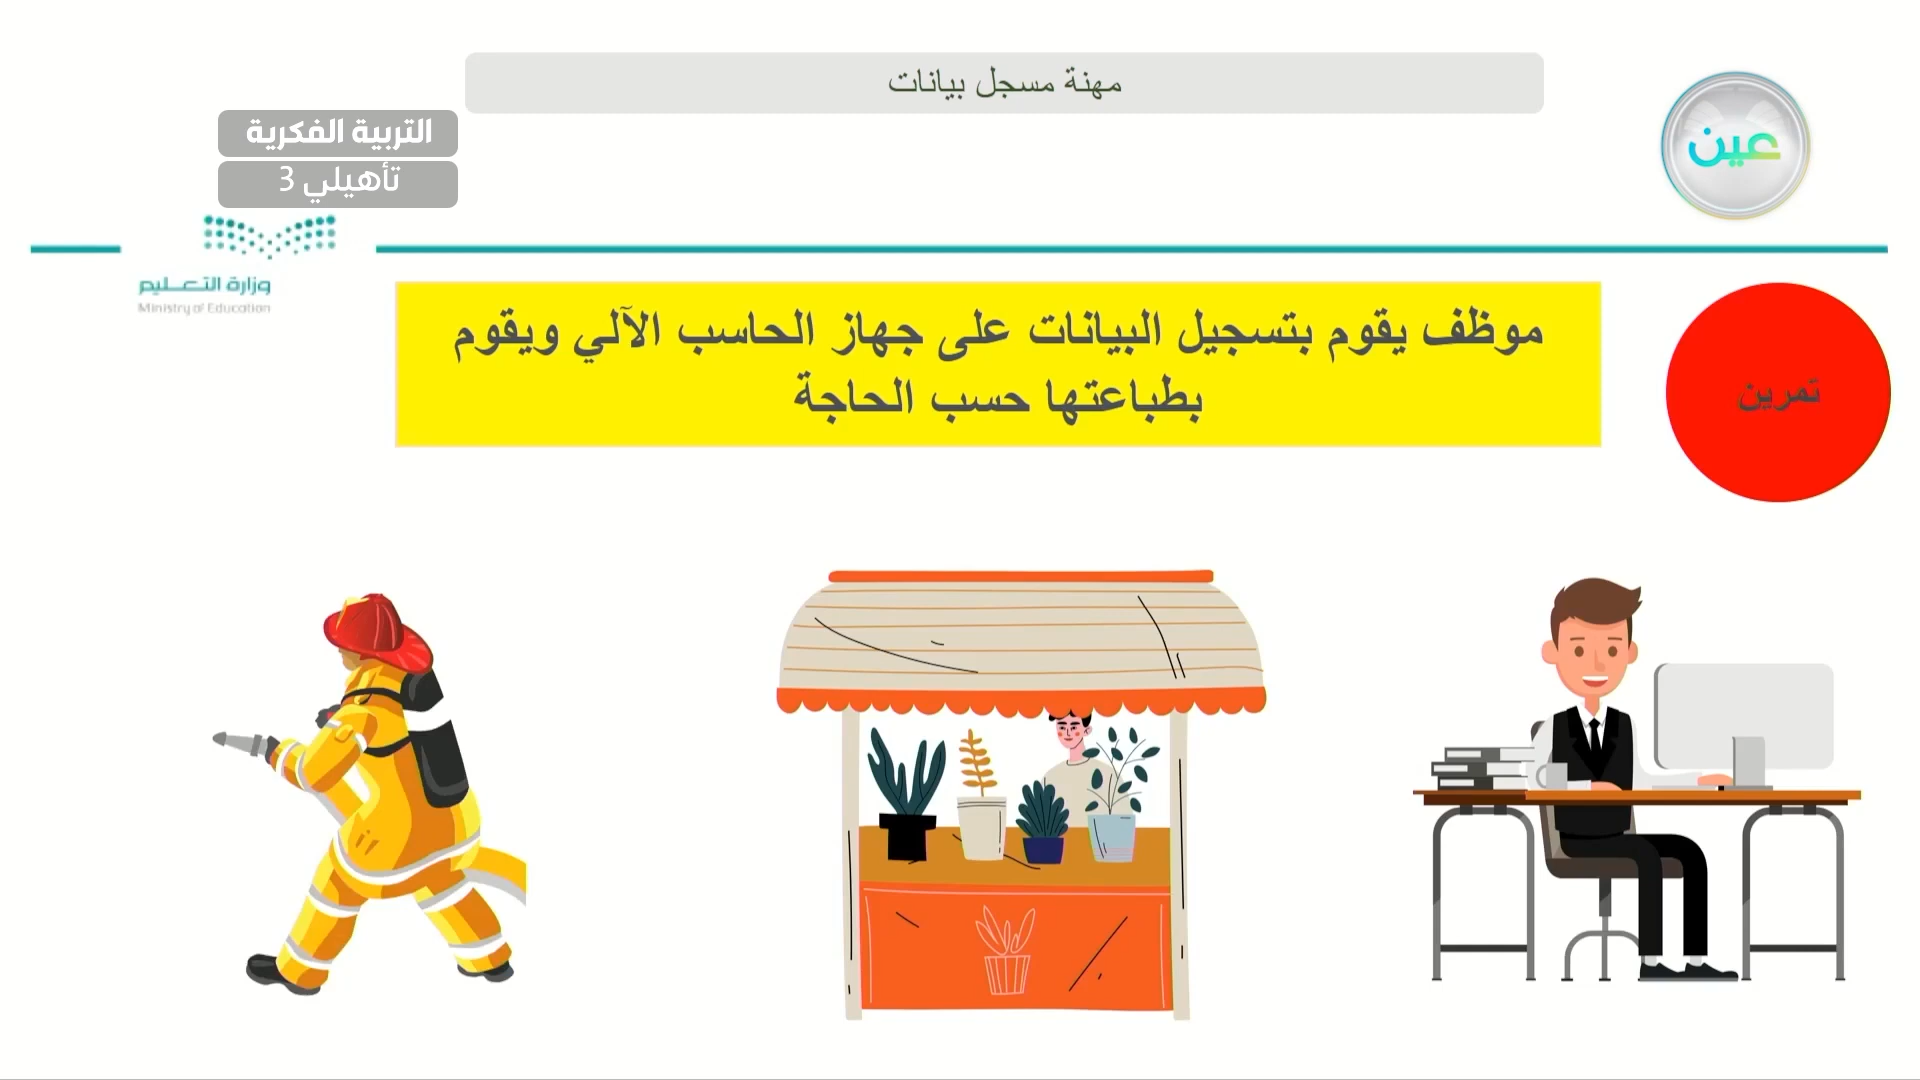 مهنة مسجل بيانات
عين
التربية الفكرية
تأهيلي 3
وزارة التعـليم
Ministry of Education
موظف يقوم بتسجيل البيانات على جهاز الحاسب الآلي ويقوم
بطباعتها حسب الحاجة
تمرين